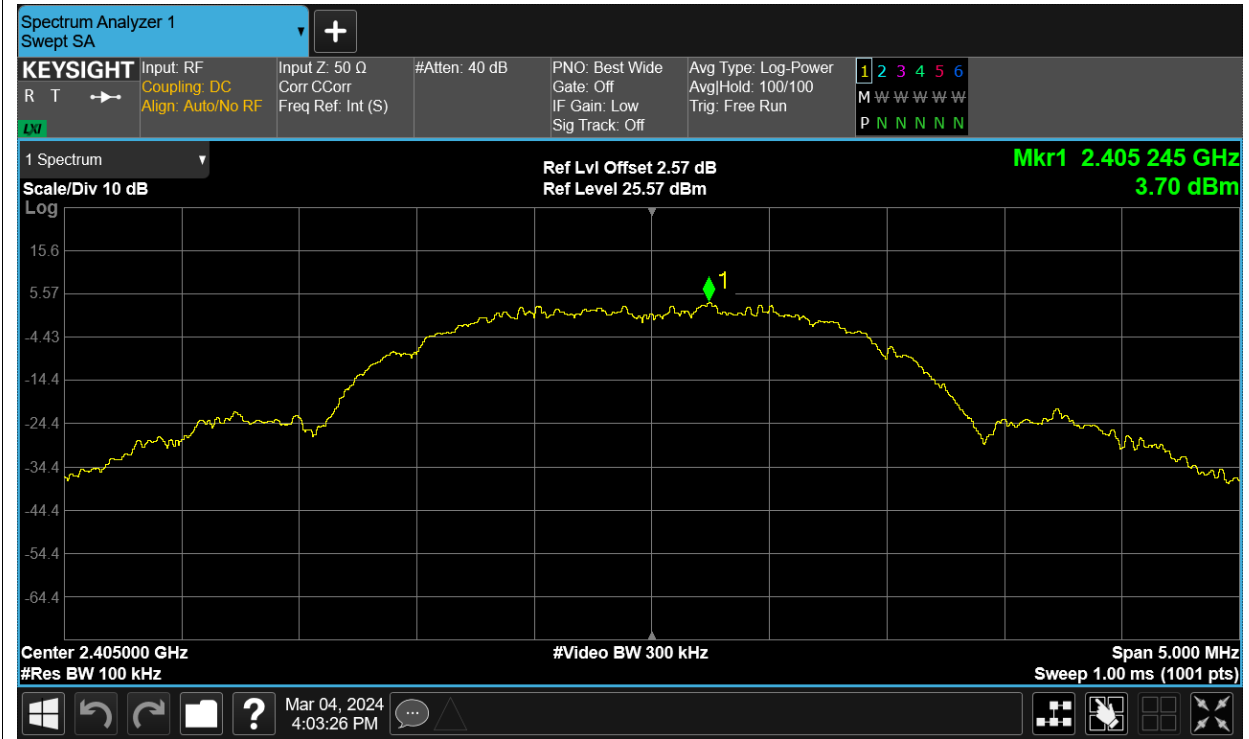 Spectrum Analyzer 1
Swept SA
KEYSIGHT
R T
LXI
Input: RF
Coupling: DC
Align: Auto/No RF
Input Z: 50 Ω
Corr CCorr
Freq Ref: Int (S)
#Atten: 40 dB
PNO: Best Wide
Gate: Off
IF Gain: Low
Sig Track: Off
Avg Type: Log-Power
Avg|Hold: 100/100
Trig: Free Run
1 2 3 4 5 6
M W W W W W
P N N N N N
1 Spectrum
Scale/Div 10 dB
Log
Ref Lvl Offset 2.57 dB
Ref Level 25.57 dBm
Mkr1 2.405 245 GHz
3.70 dBm
15.6
5.57
-4.43
-14.4
-24.4
-34.4
-44.4
-54.4
-64.4
1
Center 2.405000 GHz
#Res BW 100 kHz
#Video BW 300 kHz
Span 5.000 MHz
Sweep 1.00 ms (1001 pts)
?
Mar 04, 2024
4:03:26 PM